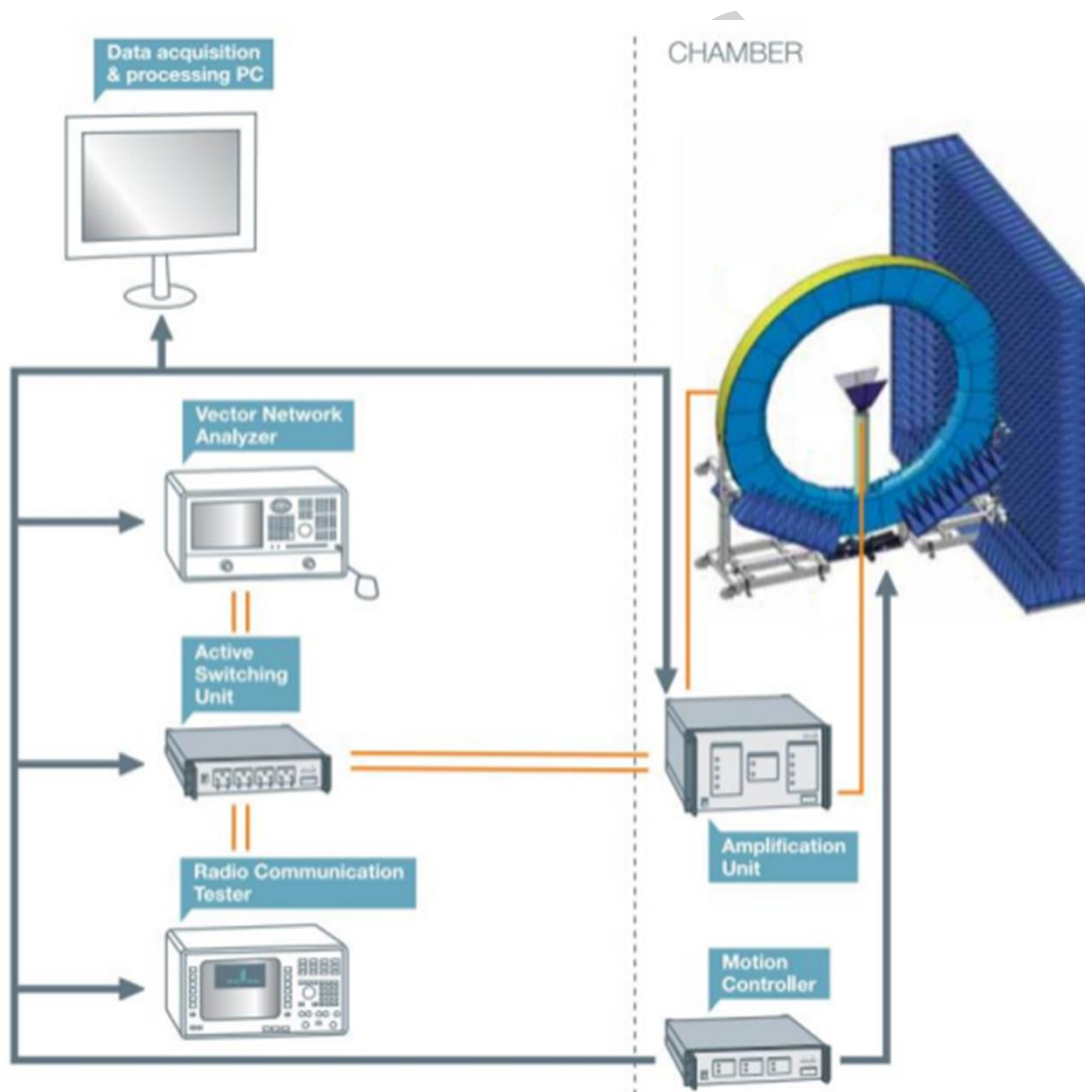 Data acquisition
& processing PC
CHAMBER
Vector Network
Analyzer
Active
Switching
Unit
Radio Communication
Tester
Amplification
Unit
Motion
Controller